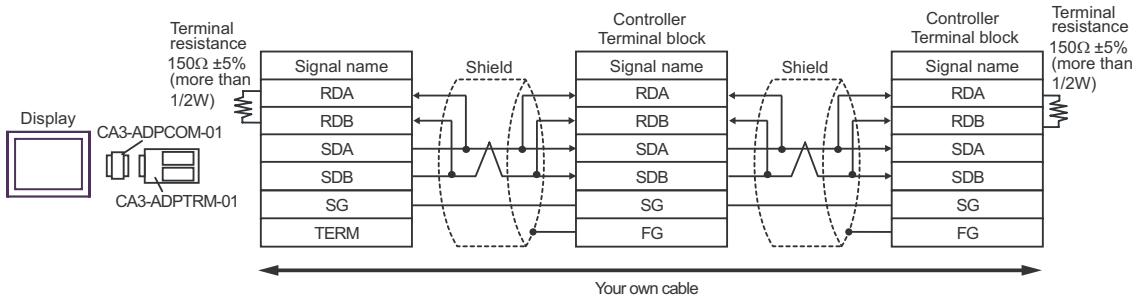 Terminal
resistance
150Ω ±5%
(more than
1/2W)
Controller
Terminal block
Controller
Terminal block
Terminal
resistance
150Ω ±5%
(more than
1/2W)
Signal name
Shield
Signal name
Shield
Signal name
RDA
RDA
RDA
RDB
RDB
RDB
SDA
SDA
SDA
SDB
SDB
SDB
SG
SG
SG
TERM
FG
FG
Display
CA3-ADPCOM-01
CA3-ADPTRM-01
Your own cable